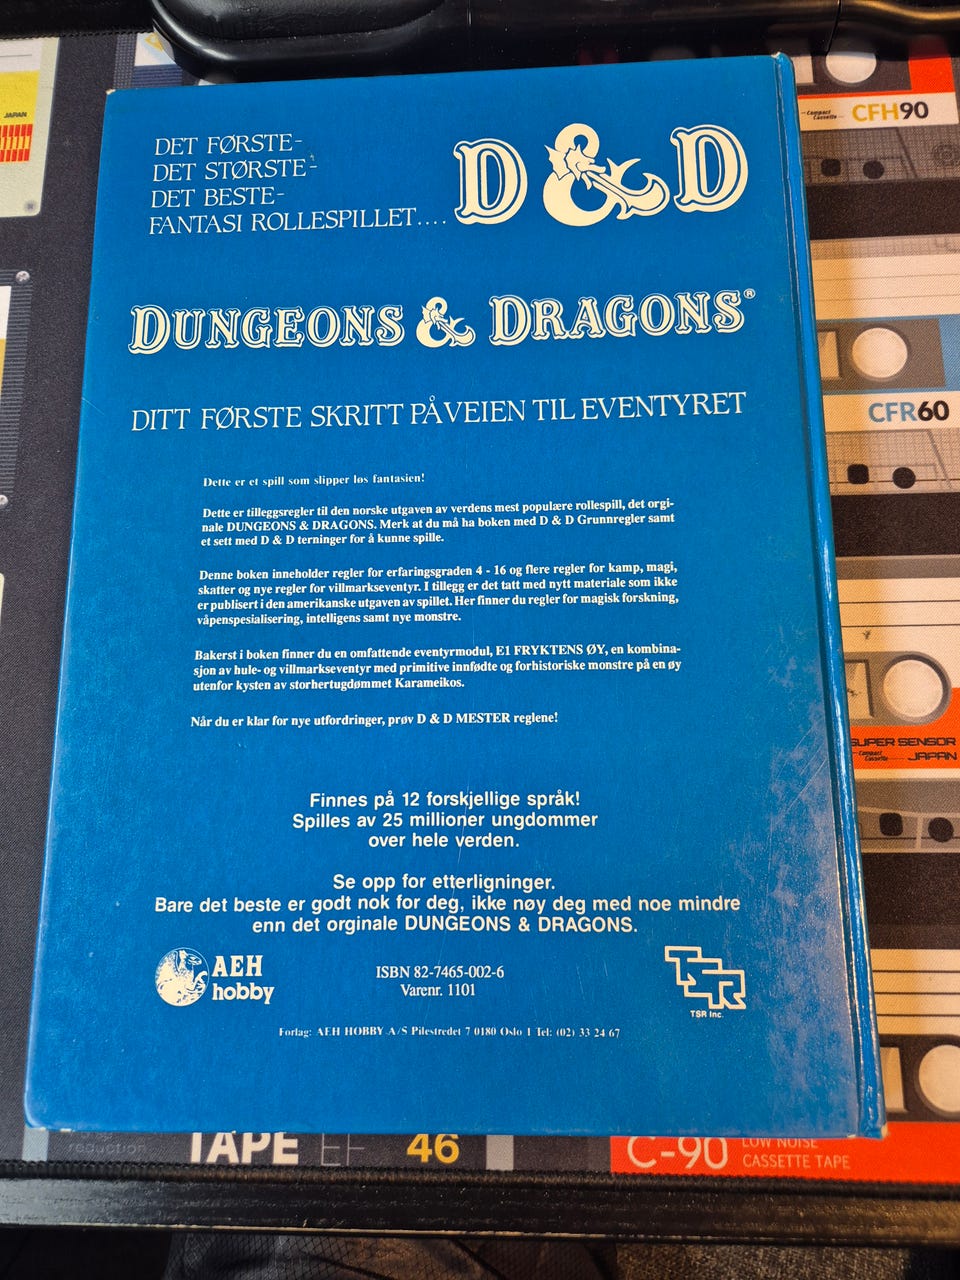 DET FØRSTE-
DET STØRSTE-
DET BESTE-
FANTASI ROLLESPILLET....
D&D
DUNGEONS & DRAGONS®
DITT FØRSTE SKRITT PÅ VEIEN TIL EVENTYRET
Dette er et spill som slipper løs fantasien!
Dette er tilleggsregler til den norske utgaven av verdens mest populære rollespill, det orgi-
nale DUNGEONS & DRAGONS. Merk at du må ha boken med D & D Grunnregler samt
et sett med D & D terninger for å kunne spille.
Denne boken inneholder regler for erfaringsgraden 4 - 16 og flere regler for kamp, magi,
skatter og nye regler for villmarkseventyr. I tillegg er det tatt med nytt materiale som ikke
er publisert i den amerikanske utgaven av spillet. Her finner du regler for magisk forskning,
våpenspesialisering, intelligens samt nye monstre.
Bakerst i boken finner du en omfattende eventyrmodul, E1 FRYKTENS ØY, en kombina-
sjon av hule- og villmarkseventyr med primitive innfødte og forhistoriske monstre på en øy
utenfor kysten av storhertugdømmet Karameikos.
Når du er klar for nye utfordringer, prøv D & D MESTER reglene!
Finnes på 12 forskjellige språk!
Spilles av 25 millioner ungdommer
over hele verden.
Se opp for etterligninger.
Bare det beste er godt nok for deg, ikke nøy deg med noe mindre
enn det orginale DUNGEONS & DRAGONS.
AEH
hobby
ISBN 82-7465-002-6
Varenr. 1101
TSR
TSR Inc.
Forlag: AEH HOBBY A/S Pilestredet 7 0180 Oslo 1 Tel: (02) 33 24 67
JAPAN
Compact
Cassette
CFH90
CFR60
SUPER SENSOR
Compact
Cassette
JAPAN
reduction
TAPE EF 46
C-90
LOW NOISE
CASSETTE TAPE